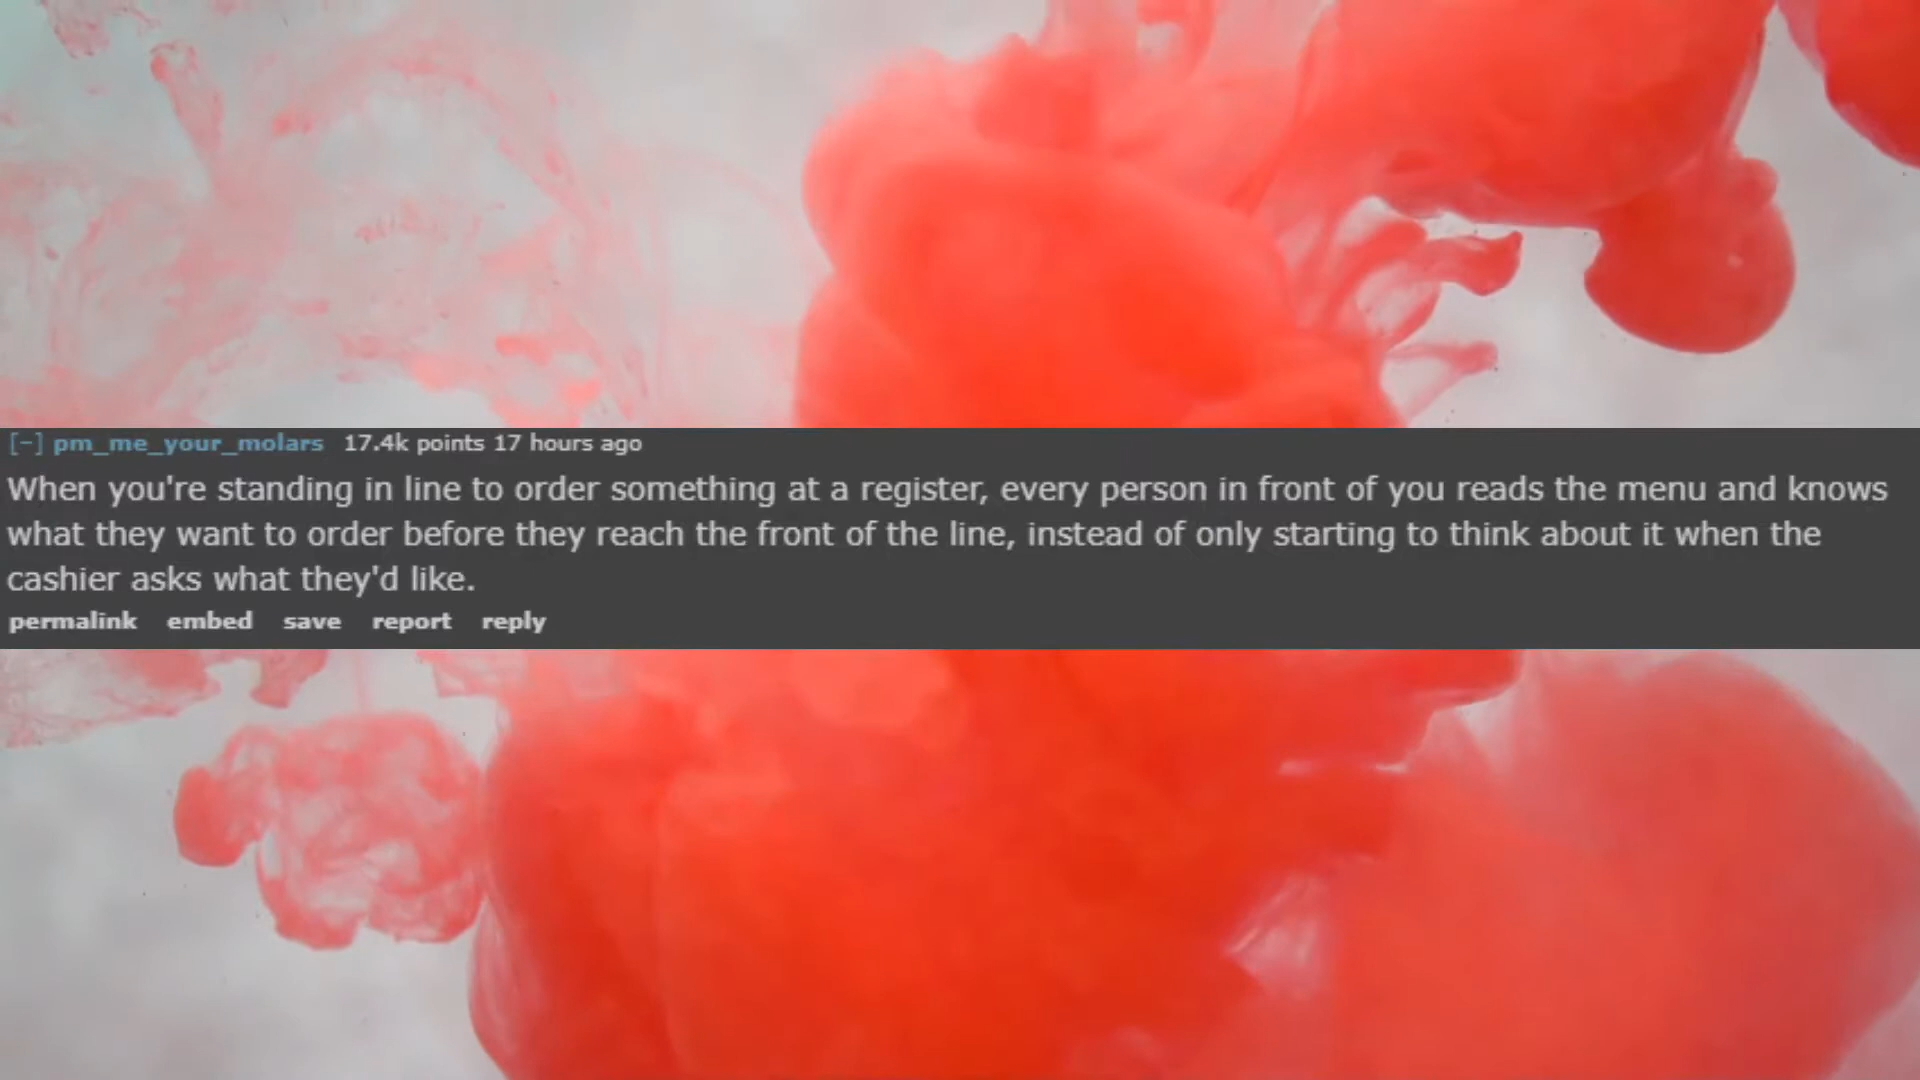 [−] pm_me_your_molars 17.4k points 17 hours ago
When you're standing in line to order something at a register, every person in front of you reads the menu and knows
what they want to order before they reach the front of the line, instead of only starting to think about it when the
cashier asks what they'd like.
permalink embed save report reply